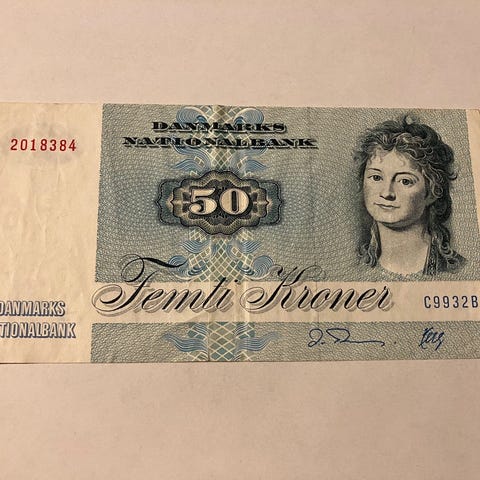 2018384
DANMARKS
NATIONALBANK
50
Femti Kroner
C9932B
DANMARKS
NATIONALBANK